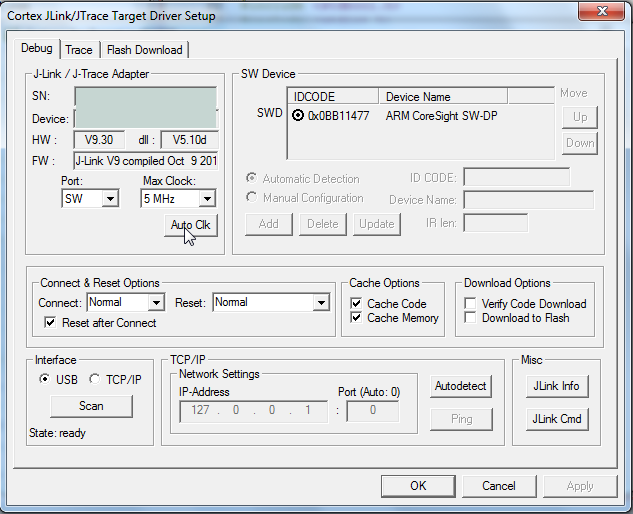 Cortex JLink/JTrace Target Driver Setup
Debug Trace Flash Download
J-Link / J-Trace Adapter
SN:
Device:
HW : V9.30 dll : V5.10d
FW : J-Link V9 compiled Oct 9 201
Port: Max Clock:
SW 5 MHz
Auto Clk
SW Device
IDCODE Device Name Move
SWD 0x0BB11477 ARM CoreSight SW-DP Up
Down
Automatic Detection ID CODE:
Manual Configuration Device Name:
Add Delete Update IR len:
Connect & Reset Options
Connect: Normal Reset: Normal
Reset after Connect
Cache Options
Cache Code
Cache Memory
Download Options
Verify Code Download
Download to Flash
Interface
USB TCP/IP
Scan
State: ready
TCP/IP
Network Settings
IP-Address Port (Auto: 0)
127 . 0 . 0 . 1 : 0
Autodetect
Ping
Misc
JLink Info
JLink Cmd
OK Cancel Apply